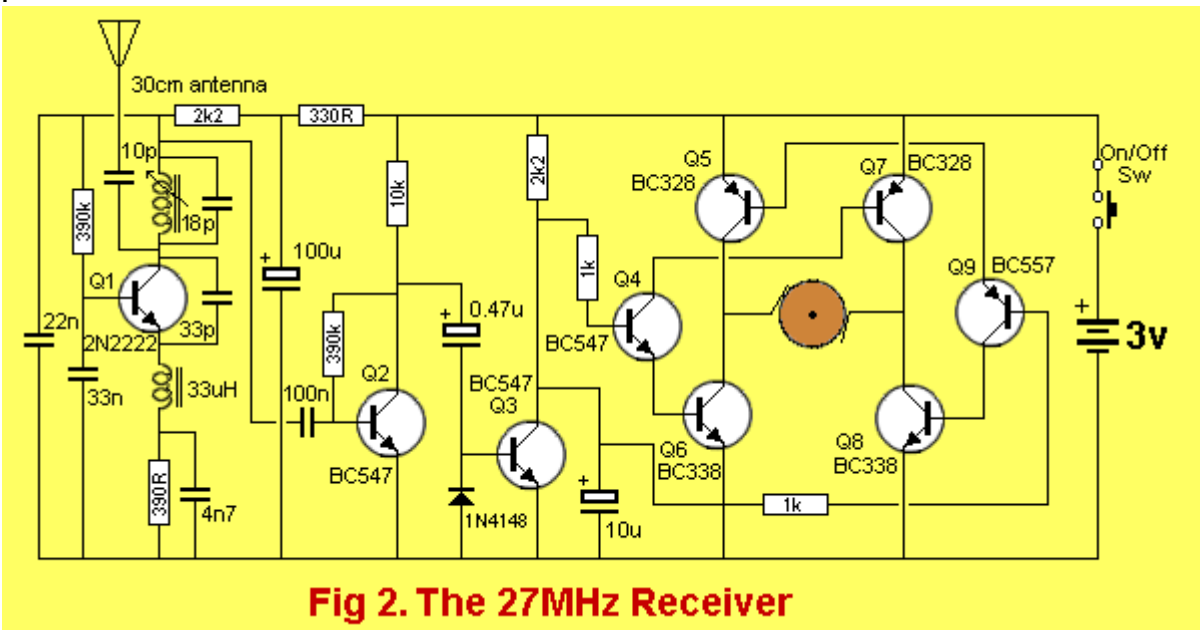 30cm antenna
2k2
330R
10p
18p
390k
Q1
2N2222
33p
22n
33n
33uH
390R
4n7
+
100u
10k
390k
100n
Q2
BC547
+
0.47u
1N4148
2k2
BC547
Q3
1k
+
10u
Q4
BC547
Q5
BC328
Q6
BC338
Q7
BC328
Q8
BC338
Q9
BC557
1k
On/Off
Sw
+
3v
Fig 2. The 27MHz Receiver